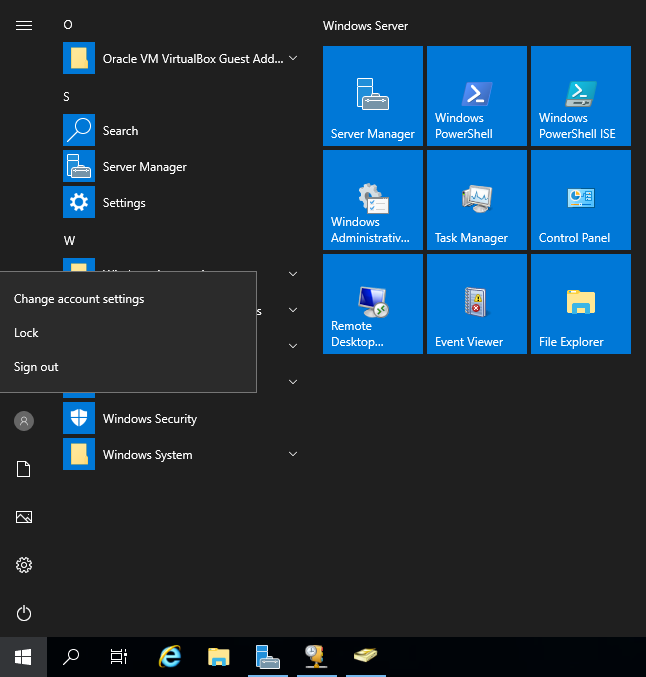 O
Windows Server
Oracle VM VirtualBox Guest Add...
S
Search
Server Manager
Settings
W
Change account settings
Lock
Sign out
Windows Security
Windows System
Server Manager
Windows
PowerShell
Windows
PowerShell ISE
Windows
Administrativ...
Task Manager
Control Panel
Remote
Desktop...
Event Viewer
File Explorer